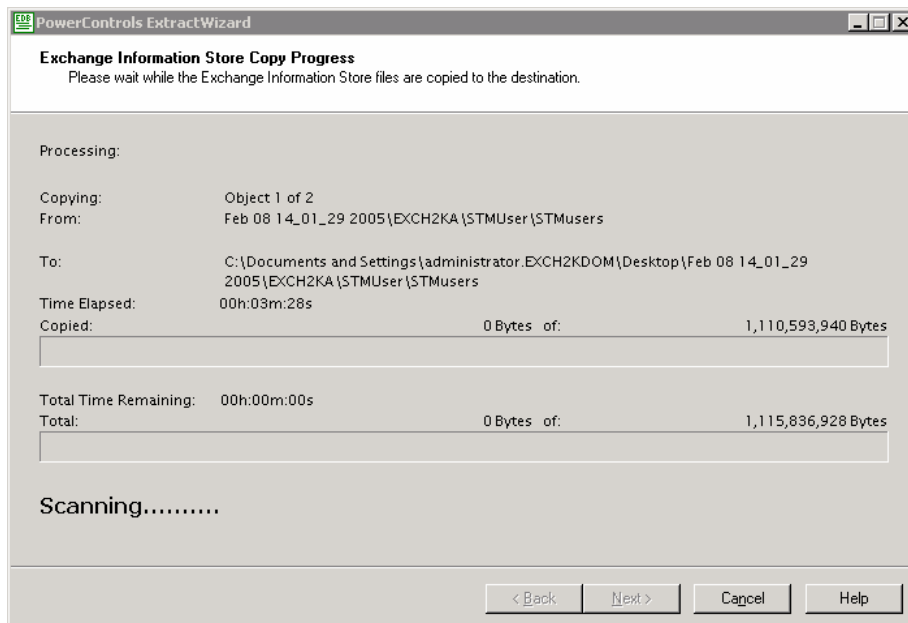 EDB PowerControls ExtractWizard
Exchange Information Store Copy Progress
Please wait while the Exchange Information Store files are copied to the destination.
Processing:
Copying: Object 1 of 2
From: Feb 08 14_01_29 2005\EXCH2KA\STMUser\STMusers
To: C:\Documents and Settings\administrator.EXCH2KDOM\Desktop\Feb 08 14_01_29
2005\EXCH2KA\STMUser\STMusers
Time Elapsed: 00h:03m:28s
Copied: 0 Bytes of: 1,110,593,940 Bytes
Total Time Remaining: 00h:00m:00s
Total: 0 Bytes of: 1,115,836,928 Bytes
Scanning..........
< Back Next > Cancel Help